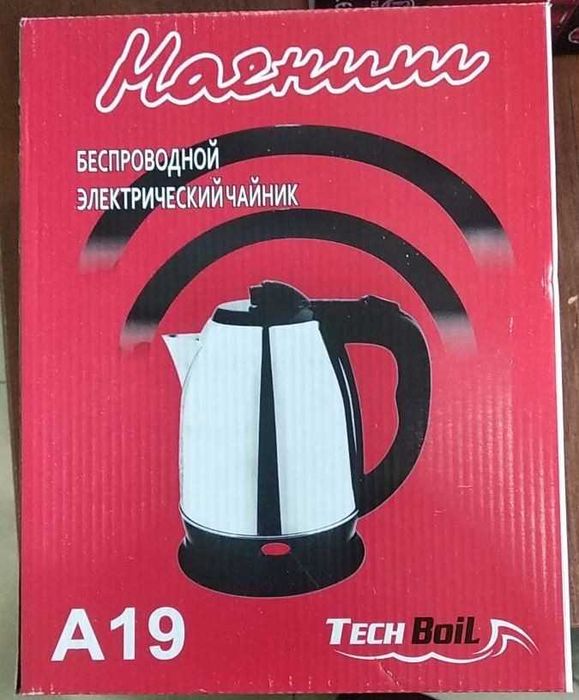 Магнит
БЕСПРОВОДНОЙ
ЭЛЕКТРИЧЕСКИЙ ЧАЙНИК
A19
TECH BOIL